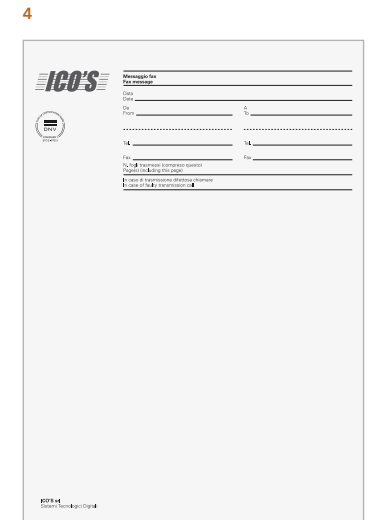 4
ICO'S
Messaggio fax
Fax message
Data
Date
Da
From
A
To
DNV
Tel.
Tel.
Fax
Fax
N. fogli trasmessi (compreso questo)
Page(s) (including this page)
In caso di trasmissione difettosa chiamare
In case of faulty transmission call
ICO'S srl
Sistemi Tecnologici Digitali